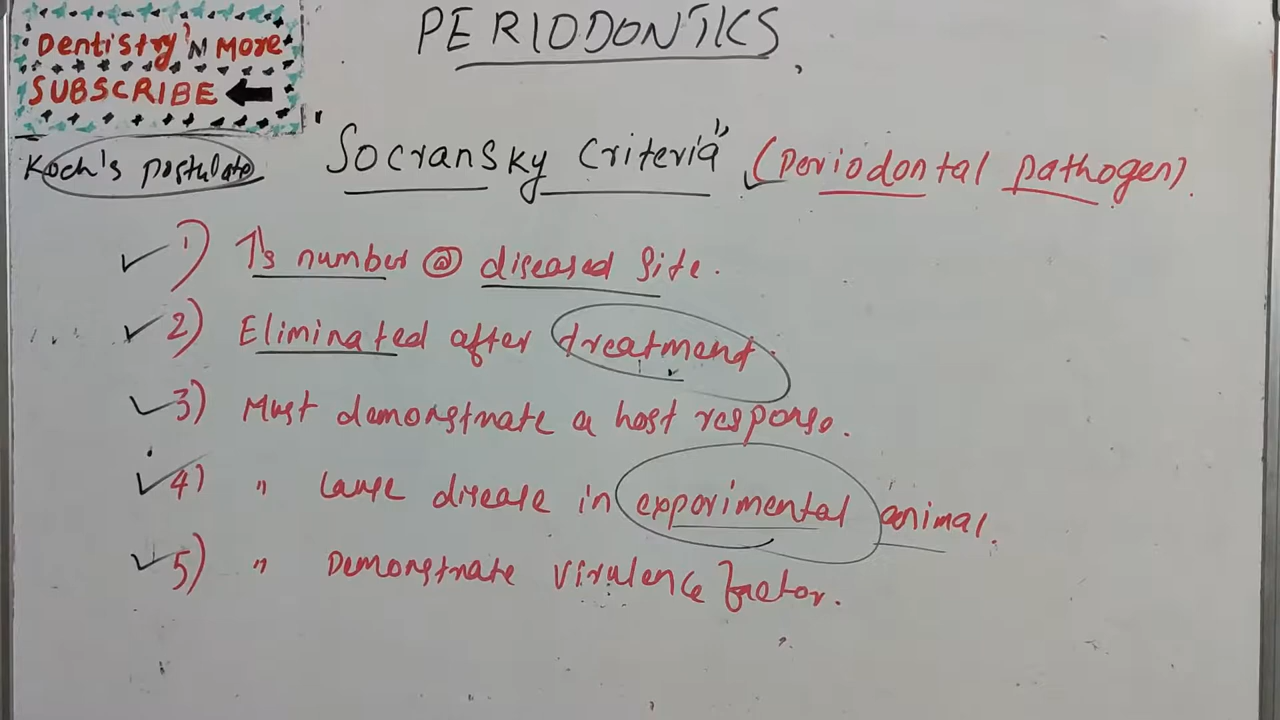 Dentistry'N More
SUBSCRIBE
PERIODONTICS
Koch's postulate
"Socransky Criteria" (Periodontal pathogen).
1) ↑'s number @ diseased site.
2) Eliminated after treatment.
3) Must demonstrate a host response.
4) " cause disease in experimental animal.
5) " Demonstrate virulence factor.